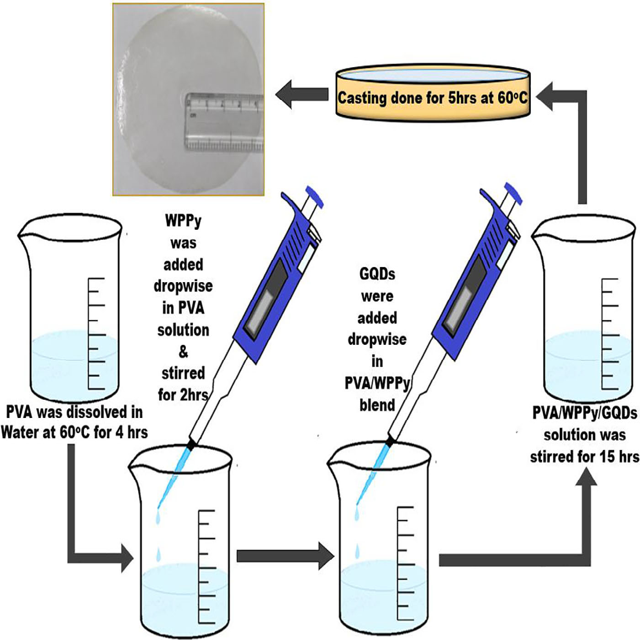 PVA was dissolved in
Water at 60°C for 4 hrs
WPPy
was
added
dropwise
in PVA
solution
&
stirred
for 2hrs
GQDs
were
added
dropwise
in
PVA/WPPy
blend
PVA/WPPy/GQDs
solution was
stirred for 15 hrs
Casting done for 5hrs at 60°C